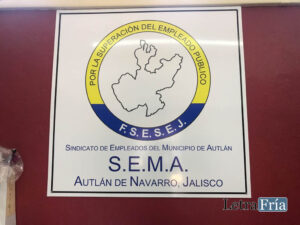 POR LA SUPERACIÓN DEL EMPLEADO PÚBLICO
F.S.E.S.E.J.
SINDICATO DE EMPLEADOS DEL MUNICIPIO DE AUTLÁN
S.E.M.A.
AUTLÁN DE NAVARRO, JALISCO
LetraFría